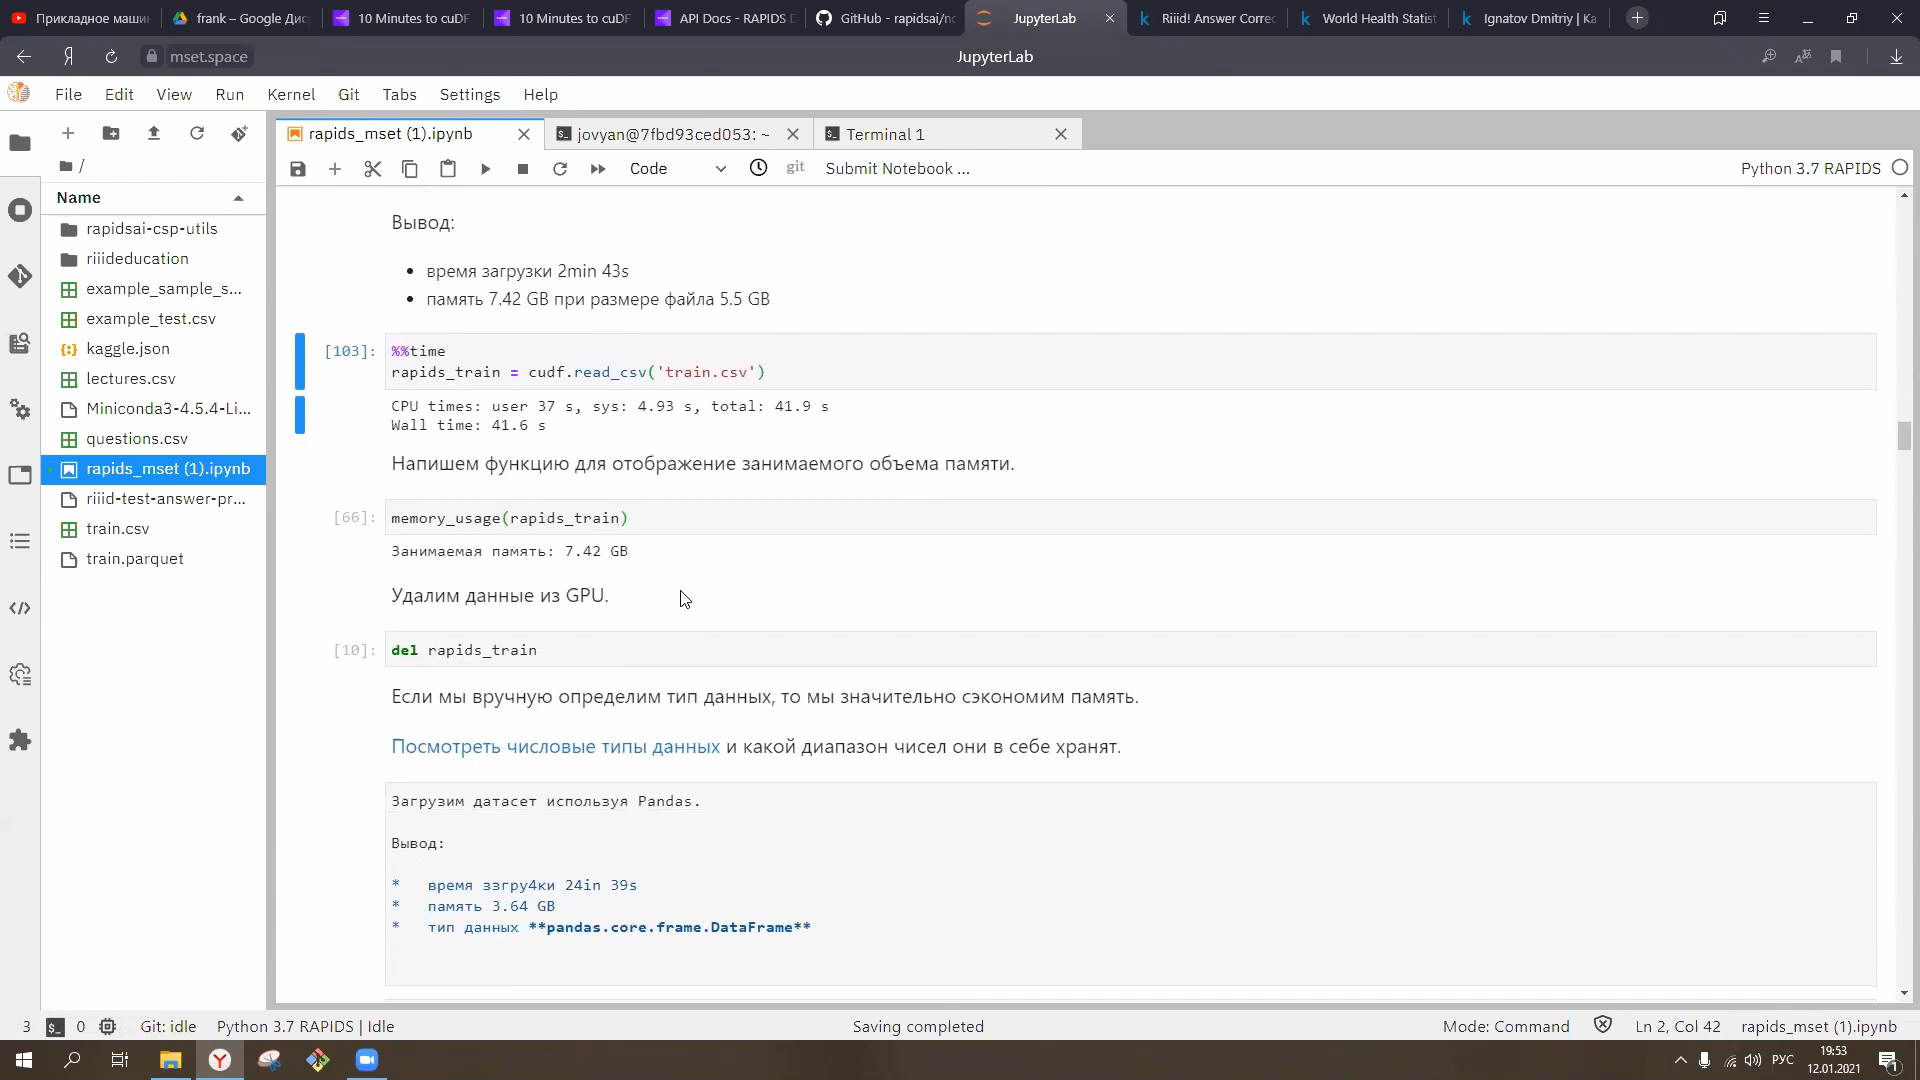 Прикладное маши
frank – Google Дис
10 Minutes to cuDF
10 Minutes to cuDF
API Docs - RAPIDS D
GitHub - rapidsai/no
JupyterLab
Riiid! Answer Correc
World Health Statist
Ignatov Dmitriy | Ka
mset.space
JupyterLab
File Edit View Run Kernel Git Tabs Settings Help
rapids_mset (1).ipynb
jovyan@7fbd93ced053: ~
Terminal 1
Code
git
Submit Notebook ...
Python 3.7 RAPIDS
/
Name
rapidsai-csp-utils
riiideducation
example_sample_s...
example_test.csv
kaggle.json
lectures.csv
Miniconda3-4.5.4-Li...
questions.csv
rapids_mset (1).ipynb
riiid-test-answer-pr...
train.csv
train.parquet
Вывод:
• время загрузки 2min 43s
• память 7.42 GB при размере файла 5.5 GB
[103]:
%%time
rapids_train = cudf.read_csv('train.csv')
CPU times: user 37 s, sys: 4.93 s, total: 41.9 s
Wall time: 41.6 s
Напишем функцию для отображение занимаемого объема памяти.
[66]:
memory_usage(rapids_train)
Занимаемая память: 7.42 GB
Удалим данные из GPU.
[10]:
del rapids_train
Если мы вручную определим тип данных, то мы значительно сэкономим память.
Посмотреть числовые типы данных и какой диапазон чисел они в себе хранят.
Загрузим датасет используя Pandas.
Вывод:
* время ззгру4ки 24in 39s
* память 3.64 GB
* тип данных **pandas.core.frame.DataFrame**
3
0
Git: idle
Python 3.7 RAPIDS | Idle
Saving completed
Mode: Command
Ln 2, Col 42
rapids_mset (1).ipynb
РУС
19:53
12.01.2021
1